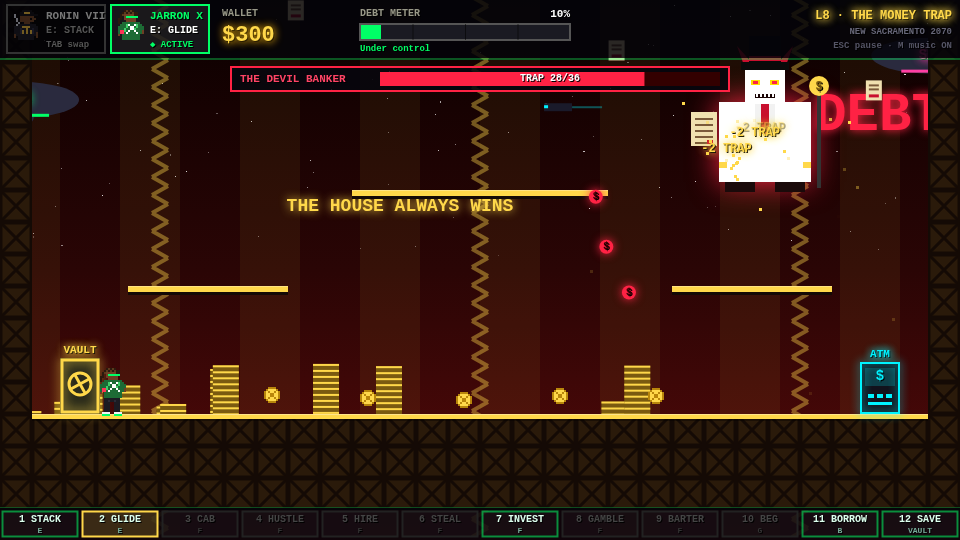 RONIN VII
E: STACK
TAB swap
JARRON X
E: GLIDE
◆ ACTIVE
WALLET
$300
DEBT METER
10%
Under control
L8 · THE MONEY TRAP
NEW SACRAMENTO 2070
ESC pause · M music ON
THE DEVIL BANKER
TRAP 28/36
$
DEBT
-2 TRAP
-2 TRAP
-2 TRAP
THE HOUSE ALWAYS WINS
$
$
$
VAULT
ATM
$
1 STACK
E
2 GLIDE
E
3 CAB
F
4 HUSTLE
F
5 HIRE
F
6 STEAL
F
7 INVEST
F
8 GAMBLE
F
9 BARTER
F
10 BEG
G
11 BORROW
B
12 SAVE
VAULT